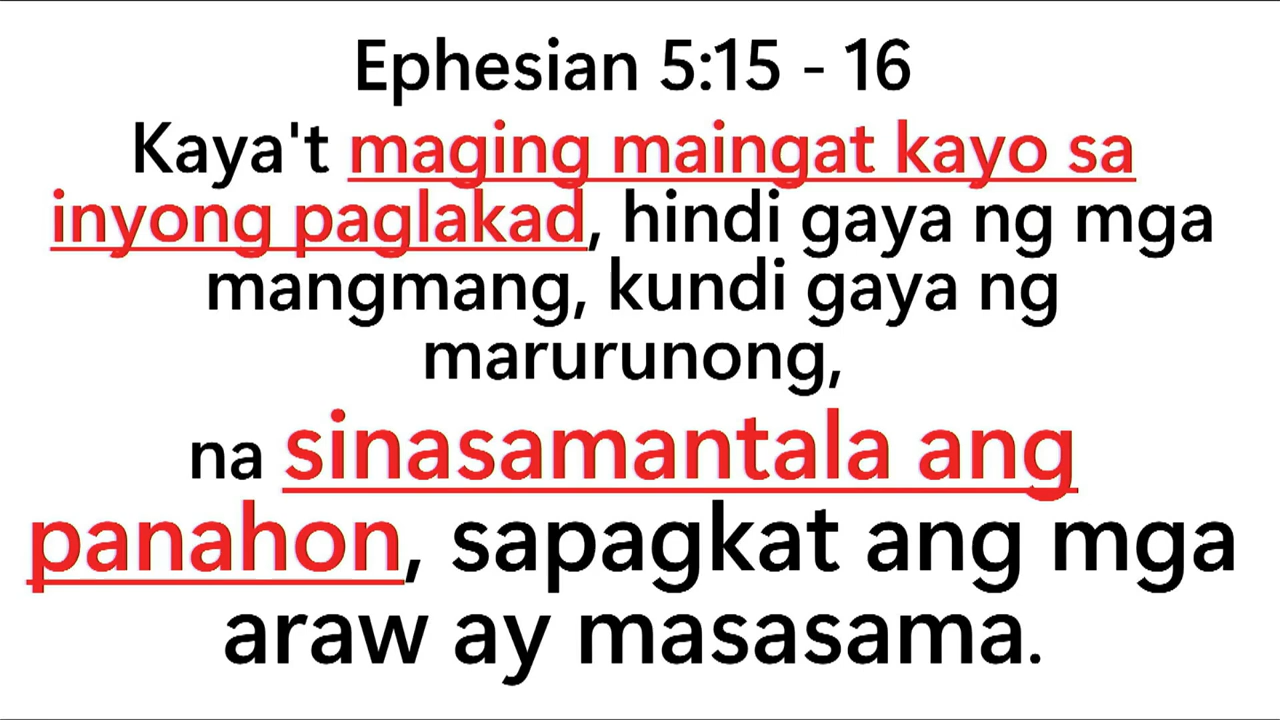 Ephesian 5:15 - 16
Kaya't maging maingat kayo sa
inyong paglakad, hindi gaya ng mga
mangmang, kundi gaya ng
marurunong,
na sinasamantala ang
panahon, sapagkat ang mga
araw ay masasama.